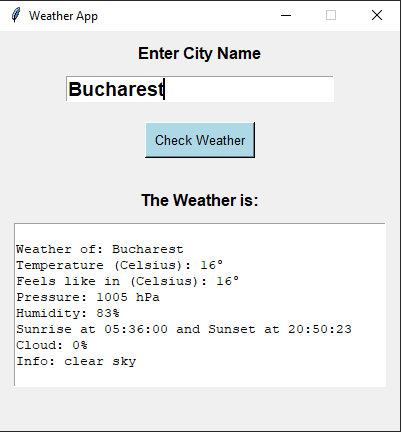 Weather App
Enter City Name
Bucharest
Check Weather
The Weather is:
Weather of: Bucharest
Temperature (Celsius): 16°
Feels like in (Celsius): 16°
Pressure: 1005 hPa
Humidity: 83%
Sunrise at 05:36:00 and Sunset at 20:50:23
Cloud: 0%
Info: clear sky